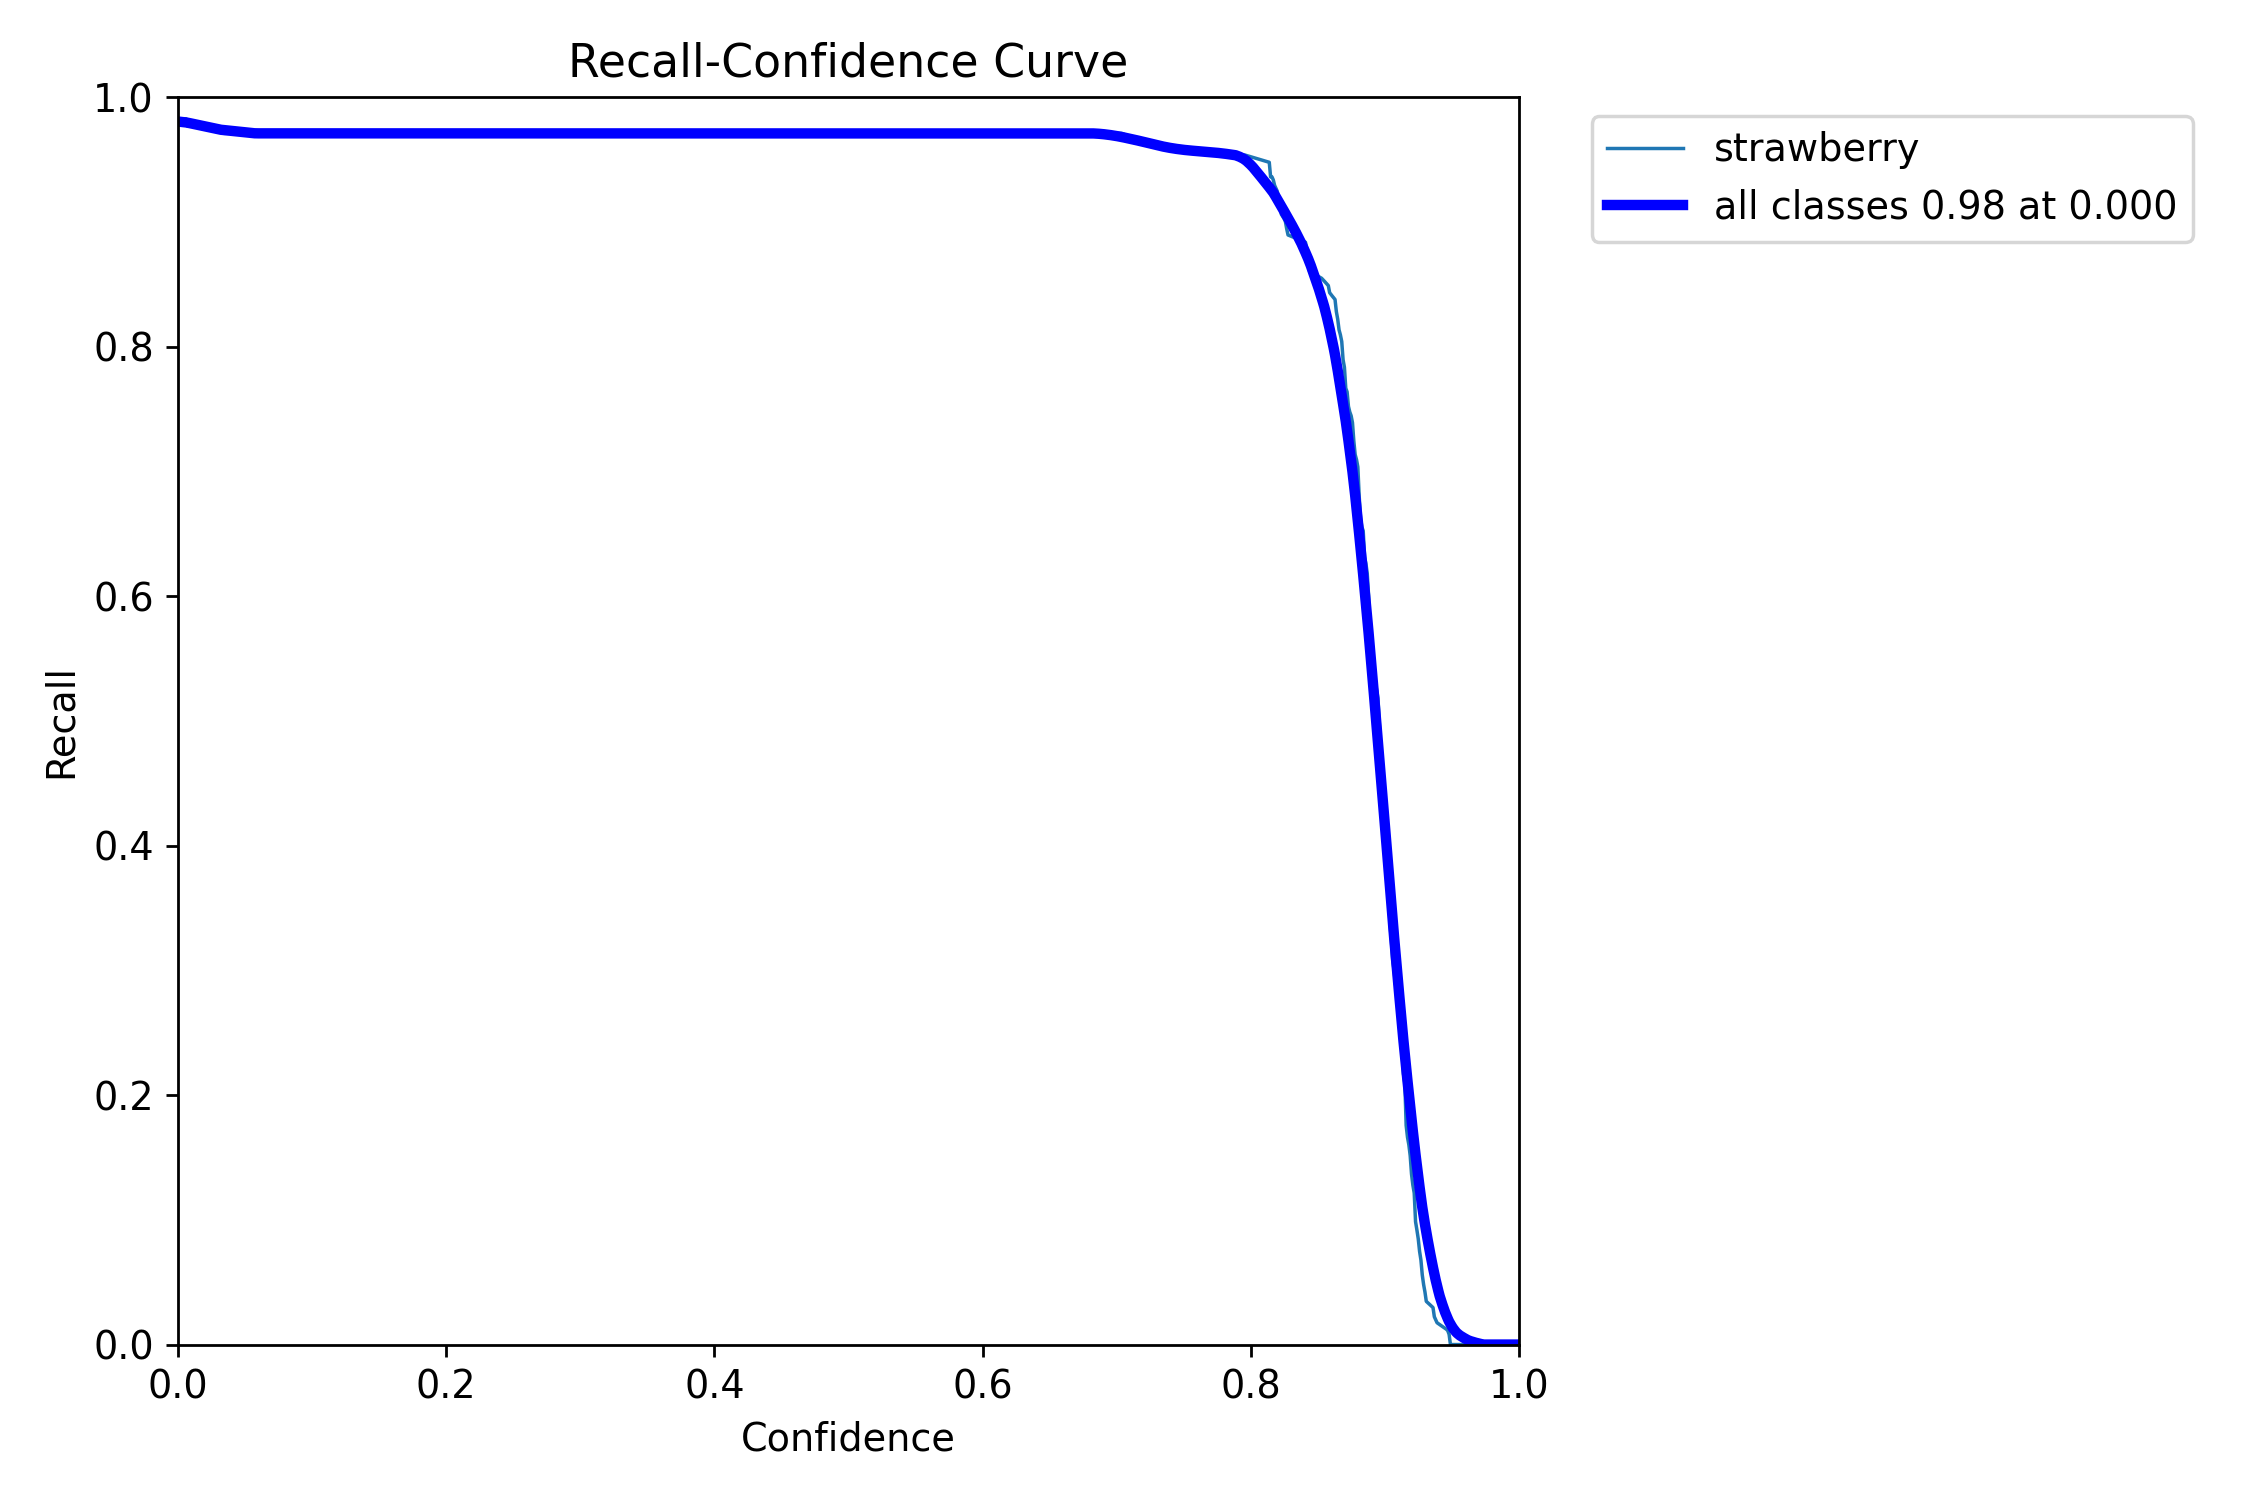 Recall-Confidence Curve
1.0
0.8
0.6
0.4
0.2
0.0
Recall
0.0 0.2 0.4 0.6 0.8 1.0
Confidence
strawberry
all classes 0.98 at 0.000